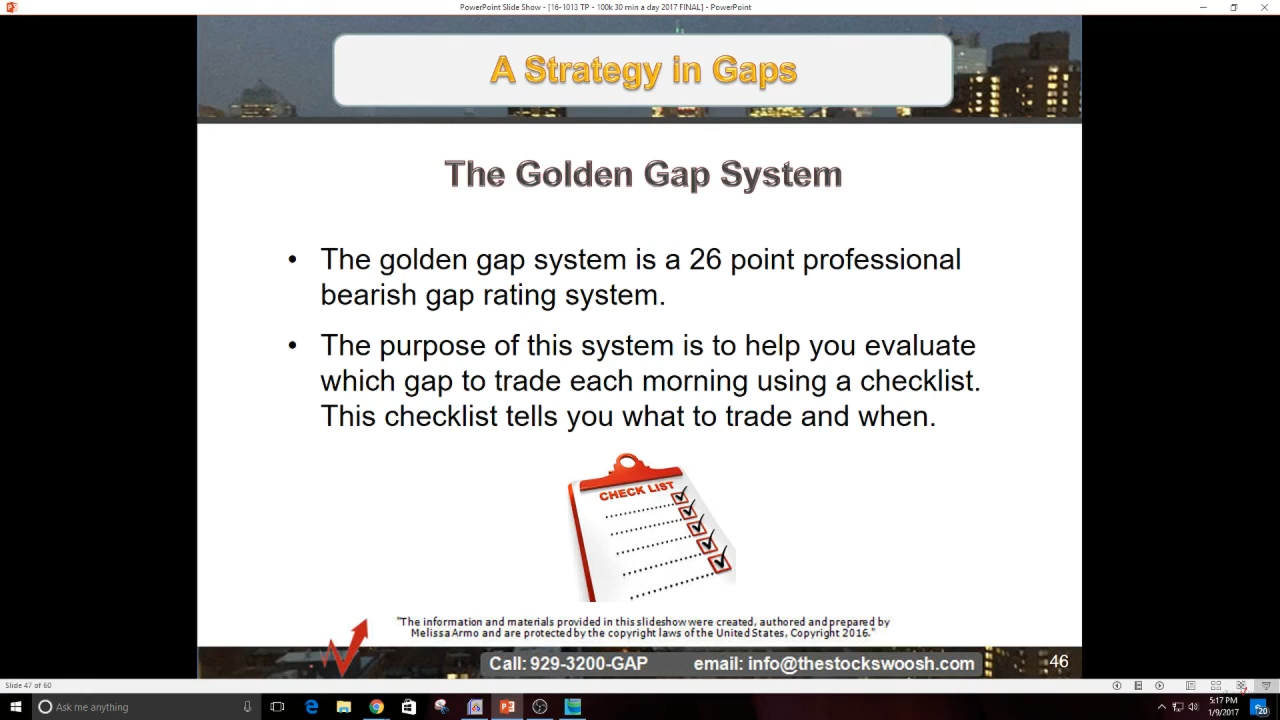 PowerPoint Slide Show - [16-1013 TP - 100k 30 min a day 2017 FINAL] - PowerPoint
A Strategy in Gaps
The Golden Gap System
• The golden gap system is a 26 point professional
bearish gap rating system.
• The purpose of this system is to help you evaluate
which gap to trade each morning using a checklist.
This checklist tells you what to trade and when.
CHECK LIST
"The information and materials provided in this slideshow were created, authored and prepared by
Melissa Armo and are protected by the copyright laws of the United States, Copyright 2016."
Call: 929-3200-GAP email: info@thestockswoosh.com 46
Slide 47 of 60
Ask me anything
5:17 PM
1/9/2017
20